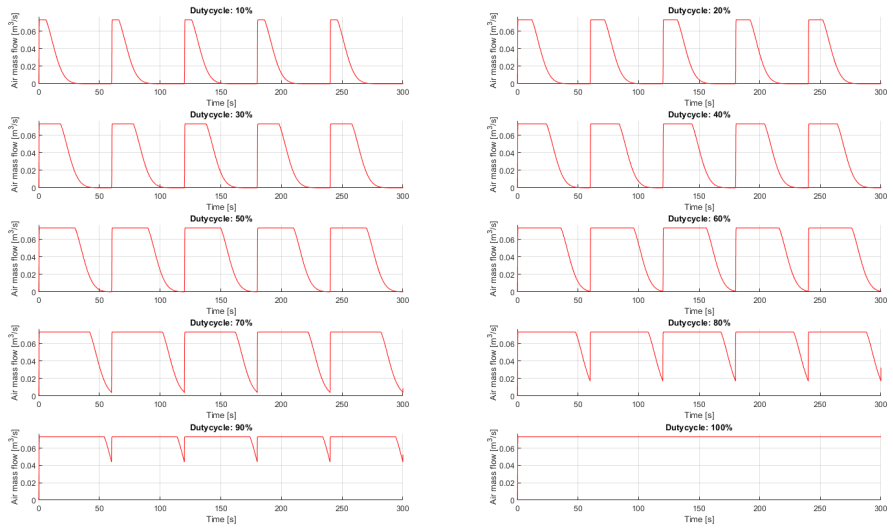 Dutycycle: 10%
Air mass flow [m³/s]
0.06
0.04
0.02
0
0 50 100 150 200 250 300
Time [s]
Dutycycle: 20%
Air mass flow [m³/s]
0.06
0.04
0.02
0
0 50 100 150 200 250 300
Time [s]
Dutycycle: 30%
Air mass flow [m³/s]
0.06
0.04
0.02
0
0 50 100 150 200 250 300
Time [s]
Dutycycle: 40%
Air mass flow [m³/s]
0.06
0.04
0.02
0
0 50 100 150 200 250 300
Time [s]
Dutycycle: 50%
Air mass flow [m³/s]
0.06
0.04
0.02
0
0 50 100 150 200 250 300
Time [s]
Dutycycle: 60%
Air mass flow [m³/s]
0.06
0.04
0.02
0
0 50 100 150 200 250 300
Time [s]
Dutycycle: 70%
Air mass flow [m³/s]
0.06
0.04
0.02
0
0 50 100 150 200 250 300
Time [s]
Dutycycle: 80%
Air mass flow [m³/s]
0.06
0.04
0.02
0
0 50 100 150 200 250 300
Time [s]
Dutycycle: 90%
Air mass flow [m³/s]
0.06
0.04
0.02
0
0 50 100 150 200 250 300
Time [s]
Dutycycle: 100%
Air mass flow [m³/s]
0.06
0.04
0.02
0
0 50 100 150 200 250 300
Time [s]